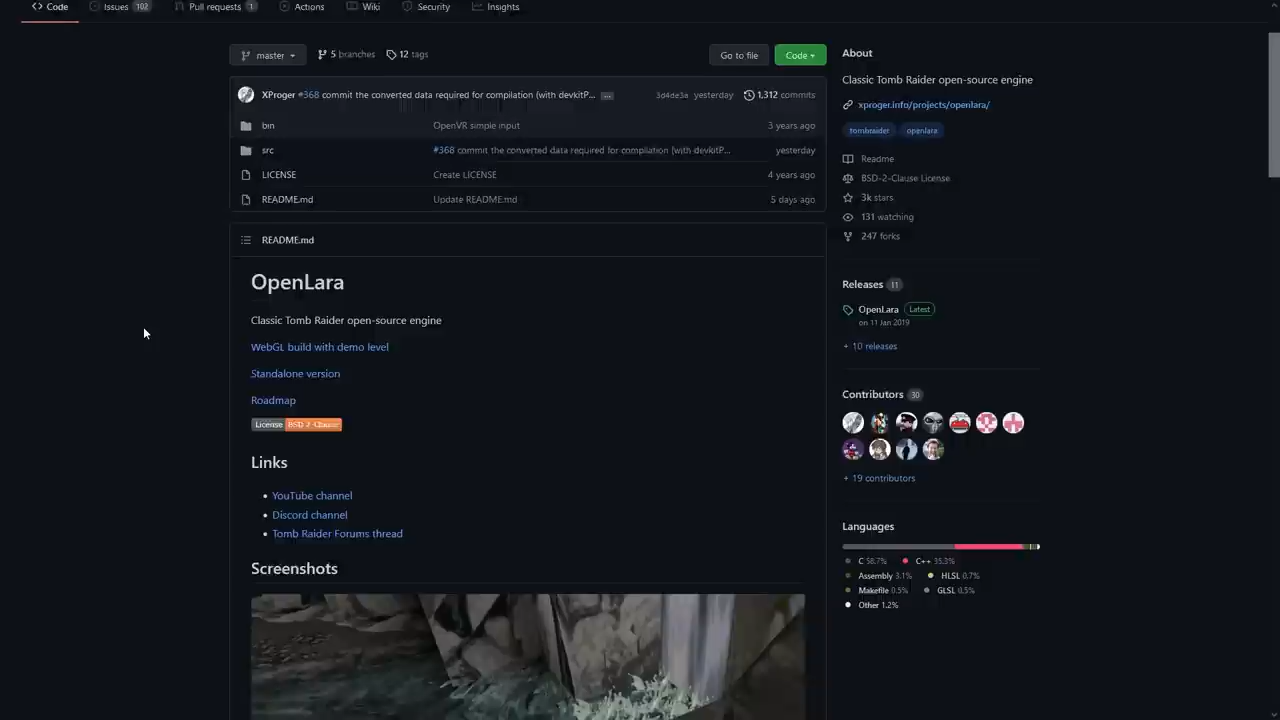 Code Issues 102 Pull requests 1 Actions Wiki Security Insights
master 5 branches 12 tags Go to file Code
XProger #368 commit the converted data required for compilation (with devkitP... ... 3d4de3a yesterday 1,312 commits
bin OpenVR simple input 3 years ago
src #368 commit the converted data required for compilation (with devkitP... yesterday
LICENSE Create LICENSE 4 years ago
README.md Update README.md 5 days ago
README.md
OpenLara
Classic Tomb Raider open-source engine
WebGL build with demo level
Standalone version
Roadmap
License BSD 2-Clause
Links
YouTube channel
Discord channel
Tomb Raider Forums thread
Screenshots
About
Classic Tomb Raider open-source engine
xproger.info/projects/openlara/
tombraider openlara
Readme
BSD-2-Clause License
3k stars
131 watching
247 forks
Releases 11
OpenLara Latest
on 11 Jan 2019
+ 10 releases
Contributors 30
+ 19 contributors
Languages
C 58.7% C++ 35.3%
Assembly 3.1% HLSL 0.7%
Makefile 0.5% GLSL 0.5%
Other 1.2%